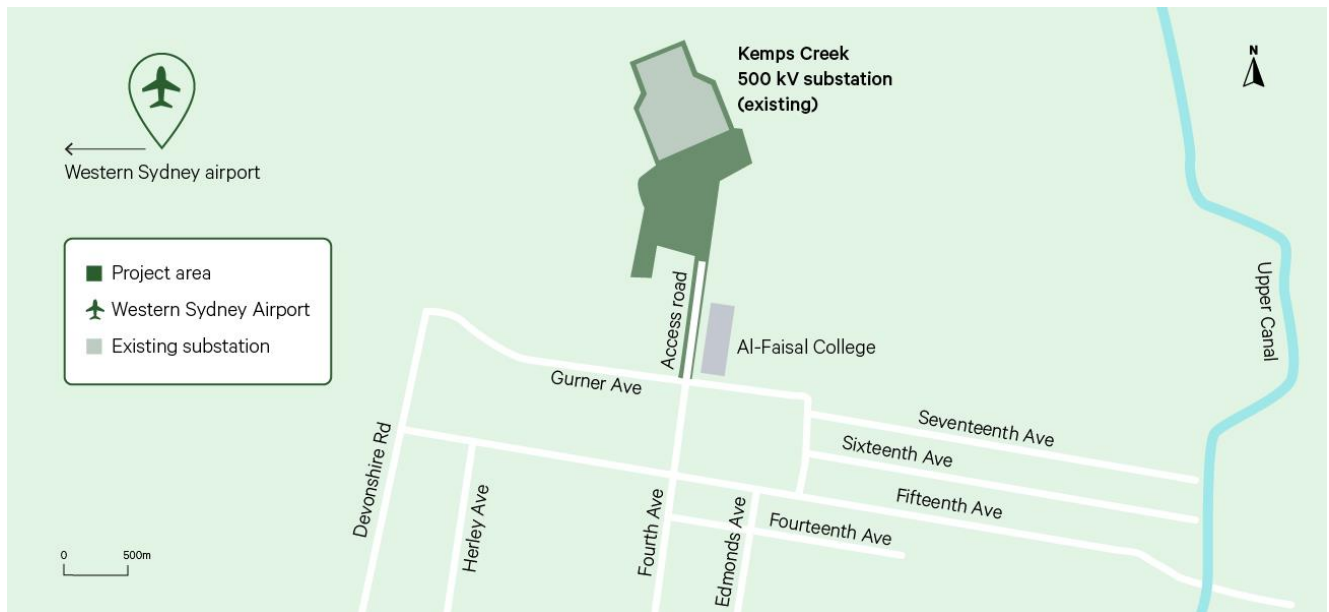 Kemps Creek
500 kV substation
(existing)
N
Western Sydney airport
Project area
Western Sydney Airport
Existing substation
Access road
Al-Faisal College
Upper Canal
Gurner Ave
Seventeenth Ave
Sixteenth Ave
Fifteenth Ave
Fourteenth Ave
Devonshire Rd
Herley Ave
Fourth Ave
Edmonds Ave
0 500m